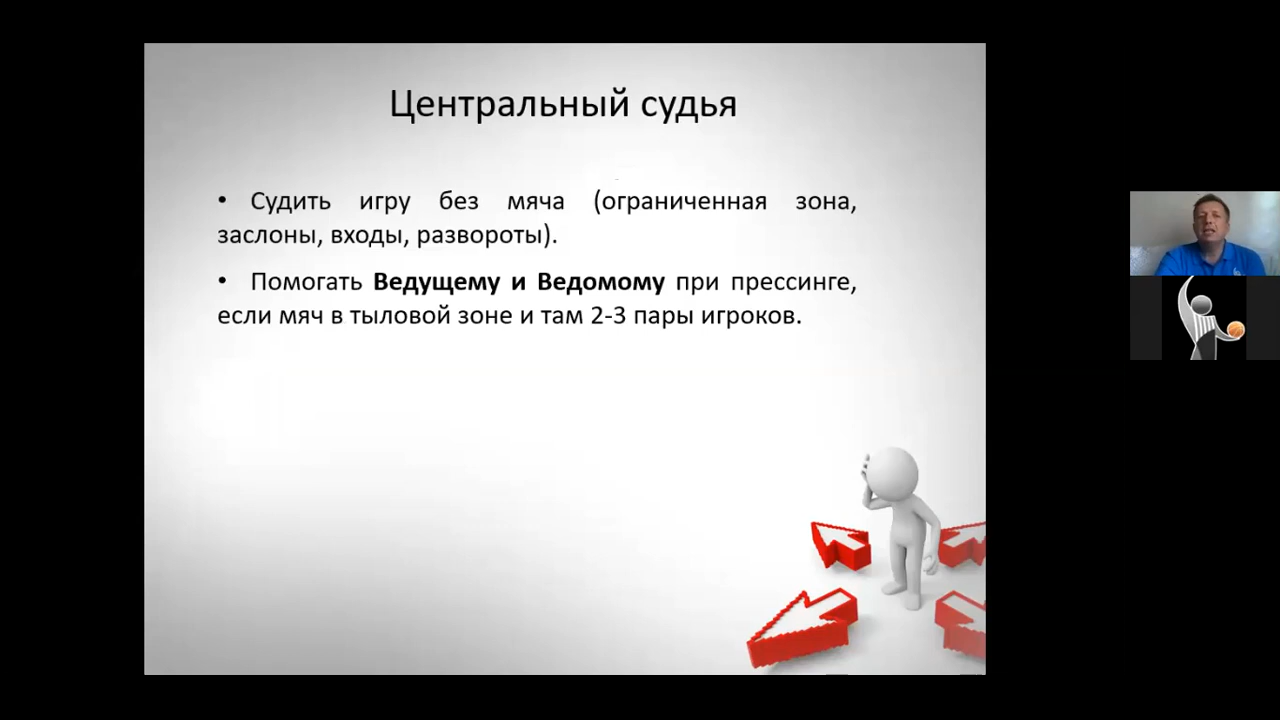 Центральный судья
• Судить игру без мяча (ограниченная зона,
заслоны, входы, развороты).
• Помогать Ведущему и Ведомому при прессинге,
если мяч в тыловой зоне и там 2-3 пары игроков.